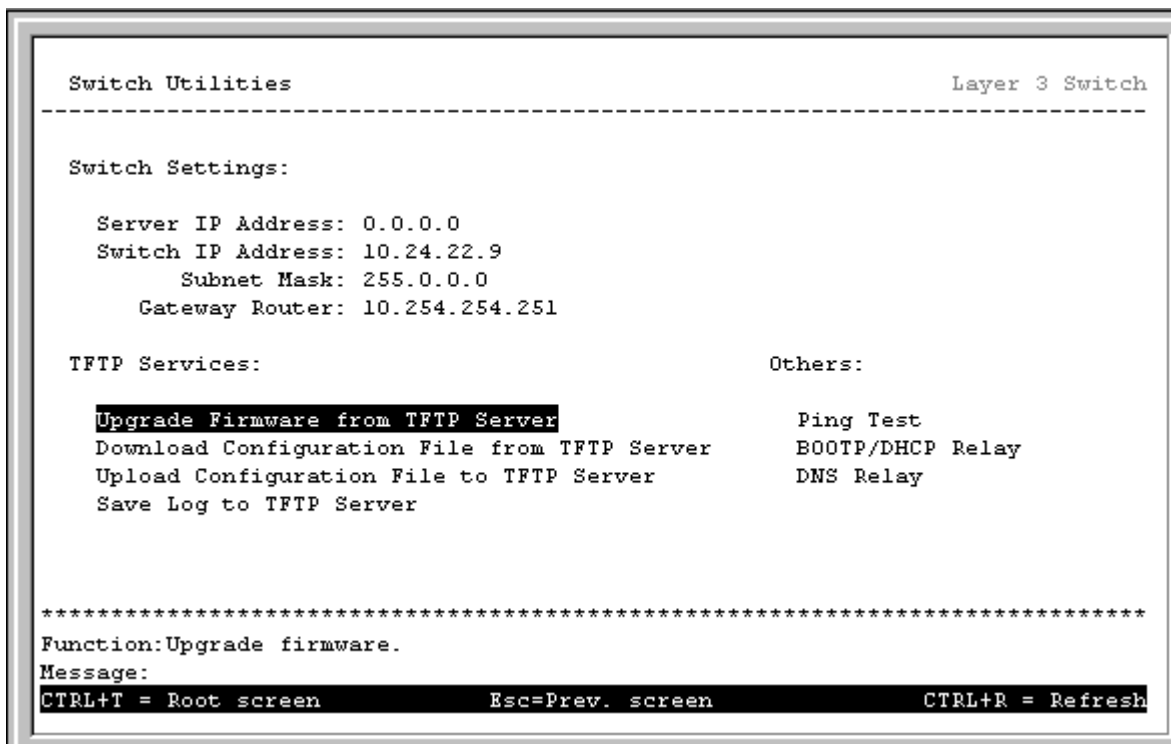 Switch Utilities Layer 3 Switch
--------------------------------------------------------------------------------
Switch Settings:
Server IP Address: 0.0.0.0
Switch IP Address: 10.24.22.9
Subnet Mask: 255.0.0.0
Gateway Router: 10.254.254.251
TFTP Services: Others:
Upgrade Firmware from TFTP Server Ping Test
Download Configuration File from TFTP Server BOOTP/DHCP Relay
Upload Configuration File to TFTP Server DNS Relay
Save Log to TFTP Server
********************************************************************************
Function:Upgrade firmware.
Message:
CTRL+T = Root screen Esc=Prev. screen CTRL+R = Refresh